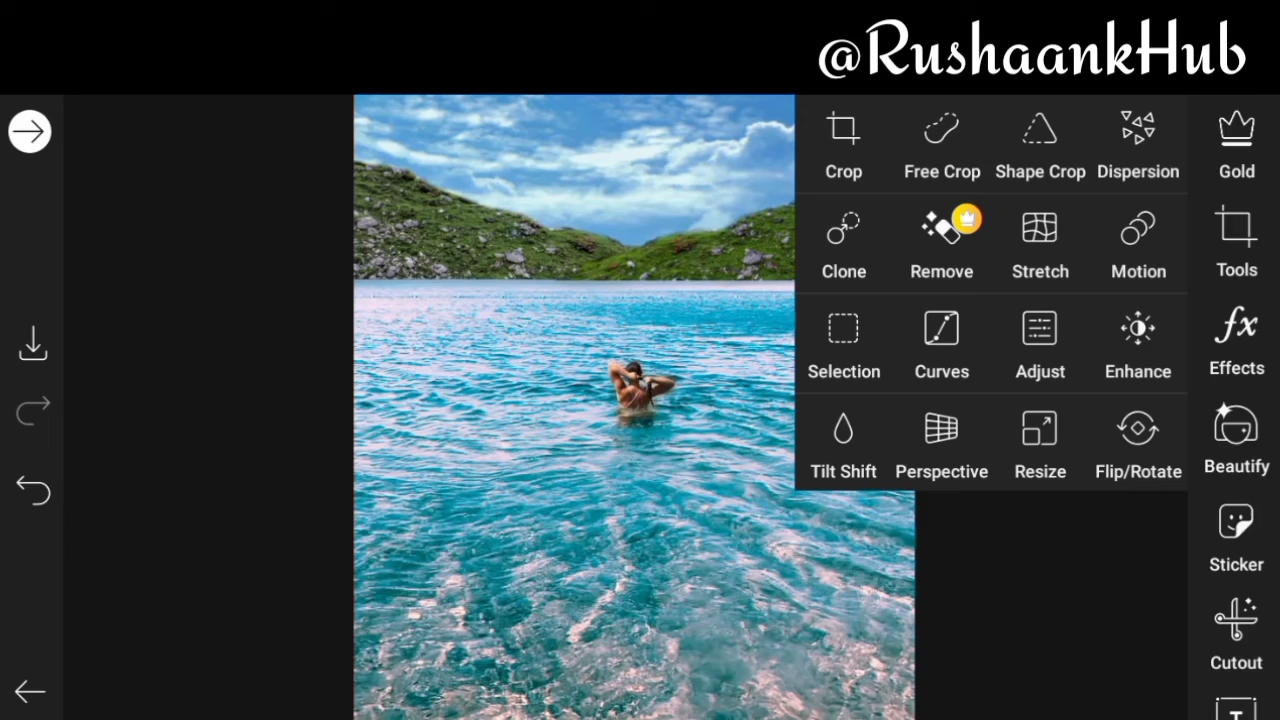 @RushaankHub
Crop Free Crop Shape Crop Dispersion
Gold
Clone Remove Stretch Motion
Tools
Selection Curves Adjust Enhance
fx
Effects
Tilt Shift Perspective Resize Flip/Rotate
Beautify
Sticker
Cutout
T